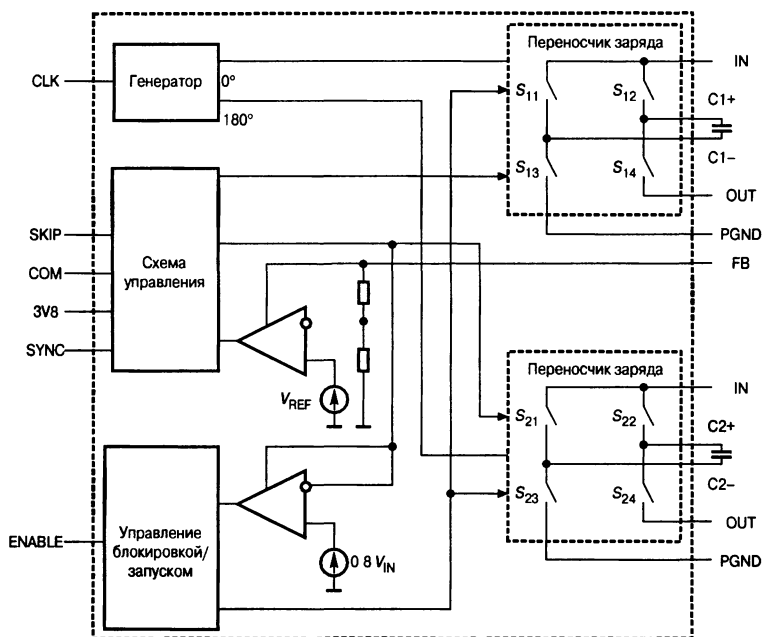 Переносчик заряда
IN
CLK
Генератор
0°
180°
S11
S12
C1+
C1–
S13
S14
OUT
PGND
FB
SKIP
COM
3V8
SYNC
Схема
управления
VREF
Переносчик заряда
IN
S21
S22
C2+
C2–
S23
S24
OUT
PGND
ENABLE
Управление
блокировкой/
запуском
0 8 VIN